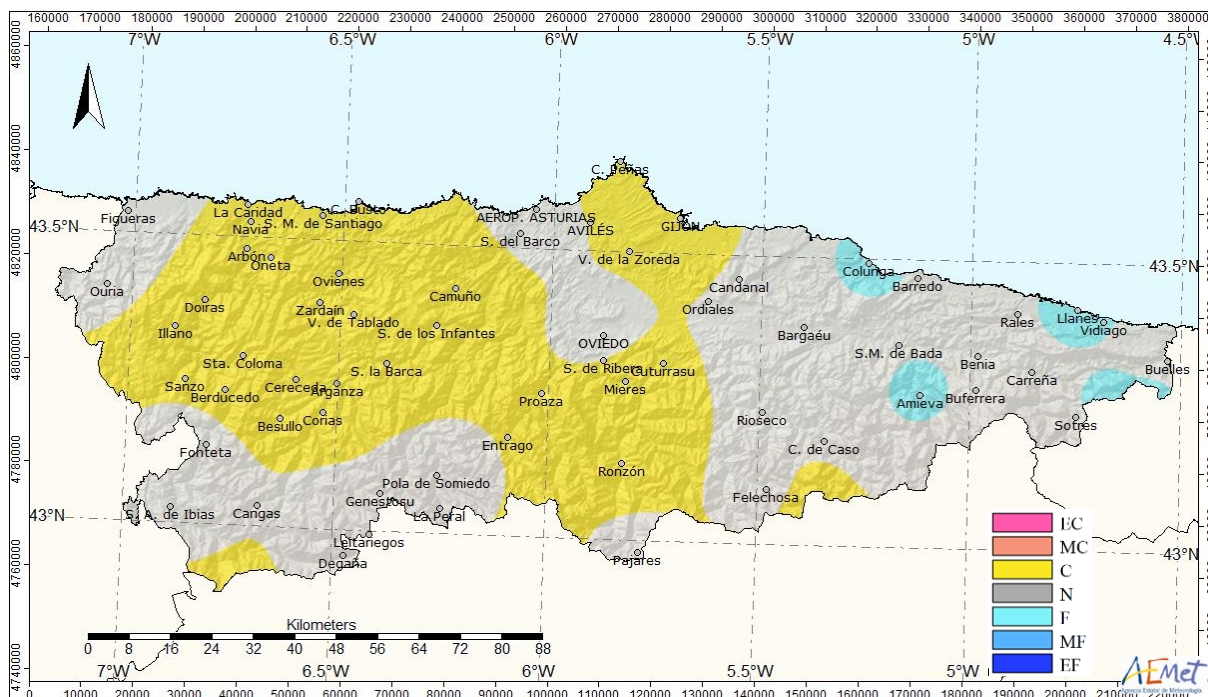 160000 170000 180000 190000 200000 210000 220000 230000 240000 250000 260000 270000 280000 290000 300000 310000 320000 330000 340000 350000 360000 370000 380000
7°W 6.5°W 6°W 5.5°W 5°W 4.5°W
4860000
4840000
4820000
4800000
4780000
4760000
4740000
43.5°N
43.5°N
43°N
43°N
C. Peñas
Figueras
La Caridad
C. Busto
Navia
S. M. de Santiago
AEROP. ASTURIAS
AVILÉS
GIJÓN
S. del Barco
V. de la Zoreda
Arbón
Oneta
Ovienes
Colunga
Barredo
Ouria
Camuño
Candanal
Doiras
Zardaín
V. de Tablado
Ordiales
Llanes
Rales
Vidiago
Illano
S. de los Infantes
Bargaéu
OVIEDO
S.M. de Bada
Sta. Coloma
S. la Barca
S. de Ribera
Cuturrasu
Benia
Buelles
Sanzo
Cereceda
Arganza
Mieres
Carreña
Berducedo
Proaza
Amieva
Buferrera
Besullo
Corias
Rioseco
Sotres
Fonteta
Entrago
C. de Caso
Ronzón
Pola de Somiedo
Genestosu
Felechosa
S. A. de Ibias
Cangas
La Peral
Leitariegos
Degaña
Pajares
Kilometers
0 8 16 24 32 40 48 56 64 72 80 88
EC
MC
C
N
F
MF
EF
AEMet
Agencia Estatal de Meteorología
7°W 6.5°W 6°W 5.5°W 5°W
0 10000 20000 30000 40000 50000 60000 70000 80000 90000 100000 110000 120000 130000 140000 150000 160000 170000 180000 190000 200000